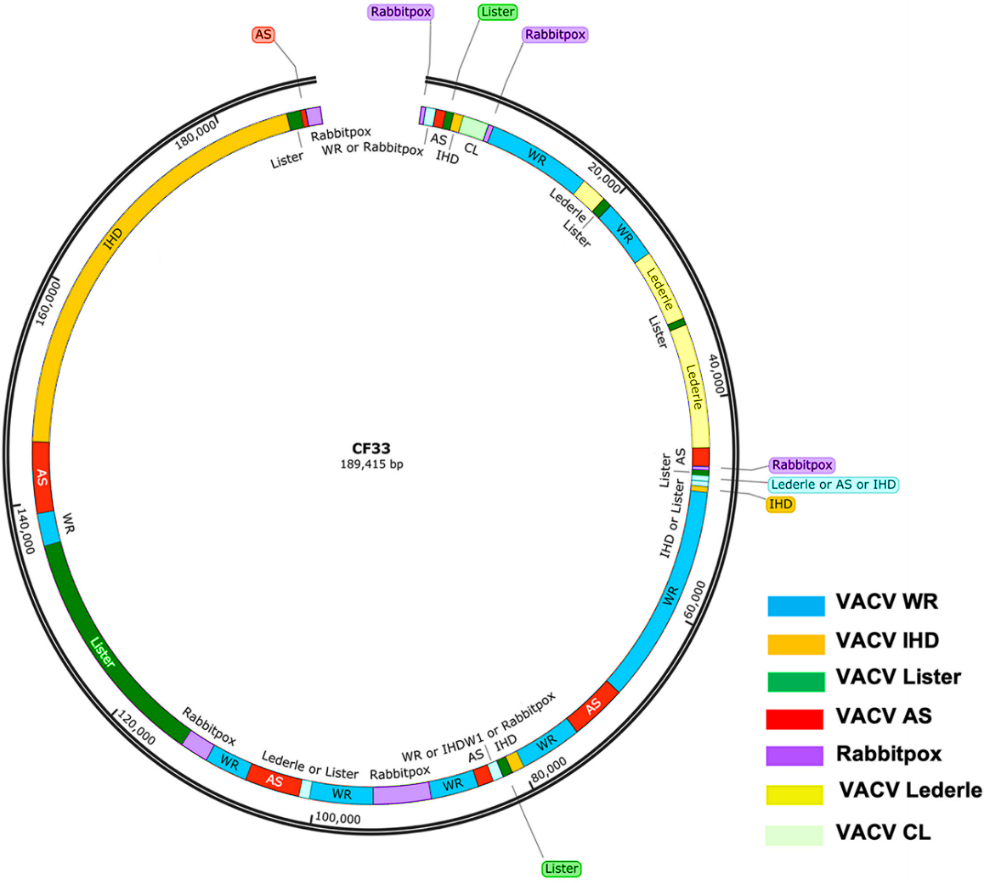 Rabbitpox
Lister
AS
Rabbitpox
180,000
Rabbitpox
Lister
WR or Rabbitpox
AS
IHD
CL
WR
20,000
Lederle
Lister
WR
IHD
160,000
Lederle
Lister
40,000
Lederle
CF33
189,415 bp
AS
Lister
Rabbitpox
Lederle or AS or IHD
IHD
IHD or Lister
AS
WR
140,000
WR
60,000
VACV WR
VACV IHD
VACV Lister
VACV AS
Rabbitpox
VACV Lederle
VACV CL
Lister
AS
120,000
Rabbitpox
WR
AS
Lederle or Lister
WR
Rabbitpox
WR or IHDW1 or Rabbitpox
WR
AS
IHD
WR
80,000
100,000
Lister